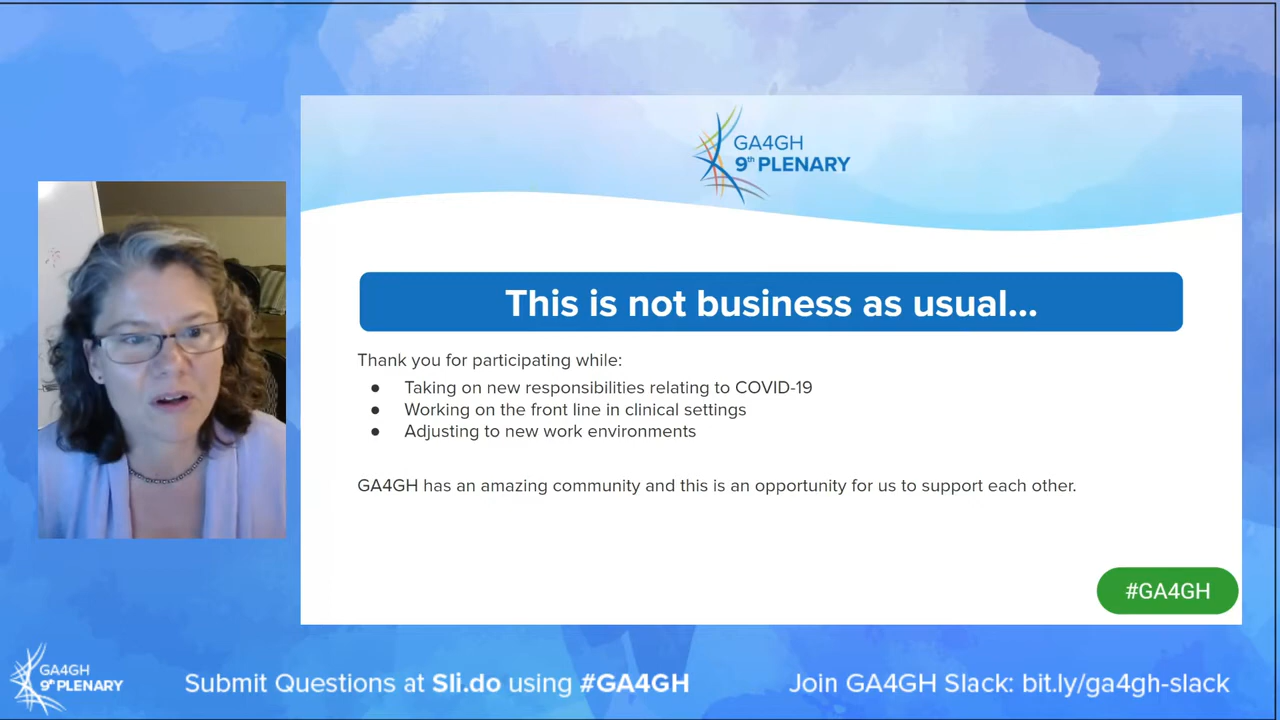 GA4GH
9th PLENARY
This is not business as usual...
Thank you for participating while:
● Taking on new responsibilities relating to COVID-19
● Working on the front line in clinical settings
● Adjusting to new work environments
GA4GH has an amazing community and this is an opportunity for us to support each other.
#GA4GH
GA4GH
9th PLENARY
Submit Questions at Sli.do using #GA4GH
Join GA4GH Slack: bit.ly/ga4gh-slack